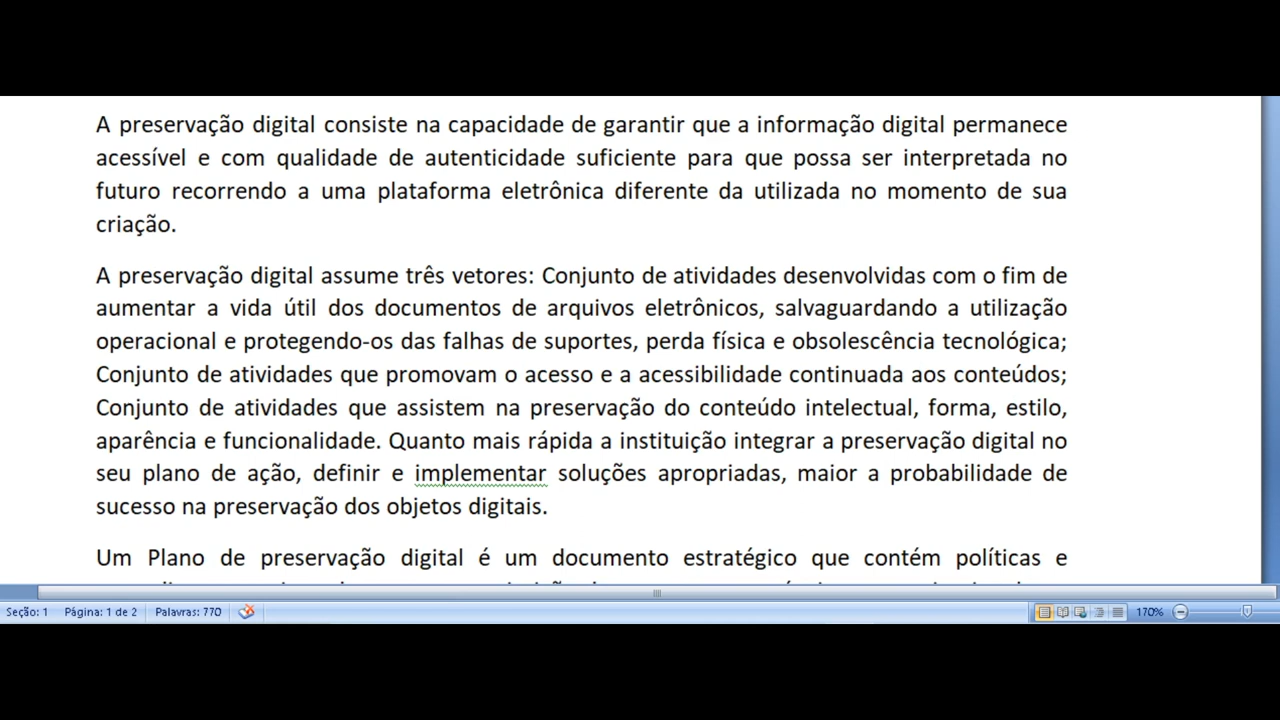 A preservação digital consiste na capacidade de garantir que a informação digital permanece
acessível e com qualidade de autenticidade suficiente para que possa ser interpretada no
futuro recorrendo a uma plataforma eletrônica diferente da utilizada no momento de sua
criação.
A preservação digital assume três vetores: Conjunto de atividades desenvolvidas com o fim de
aumentar a vida útil dos documentos de arquivos eletrônicos, salvaguardando a utilização
operacional e protegendo-os das falhas de suportes, perda física e obsolescência tecnológica;
Conjunto de atividades que promovam o acesso e a acessibilidade continuada aos conteúdos;
Conjunto de atividades que assistem na preservação do conteúdo intelectual, forma, estilo,
aparência e funcionalidade. Quanto mais rápida a instituição integrar a preservação digital no
seu plano de ação, definir e implementar soluções apropriadas, maior a probabilidade de
sucesso na preservação dos objetos digitais.
Um Plano de preservação digital é um documento estratégico que contém políticas e
Seção: 1 Página: 1 de 2 Palavras: 770 170%